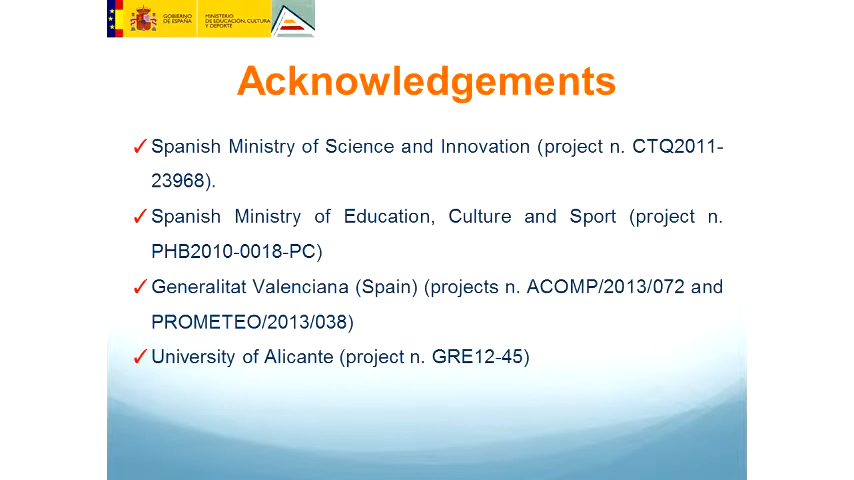 GOBIERNO
DE ESPAÑA
MINISTERIO
DE EDUCACIÓN, CULTURA
Y DEPORTE
Acknowledgements
✓Spanish Ministry of Science and Innovation (project n. CTQ2011-
23968).
✓Spanish Ministry of Education, Culture and Sport (project n.
PHB2010-0018-PC)
✓Generalitat Valenciana (Spain) (projects n. ACOMP/2013/072 and
PROMETEO/2013/038)
✓University of Alicante (project n. GRE12-45)